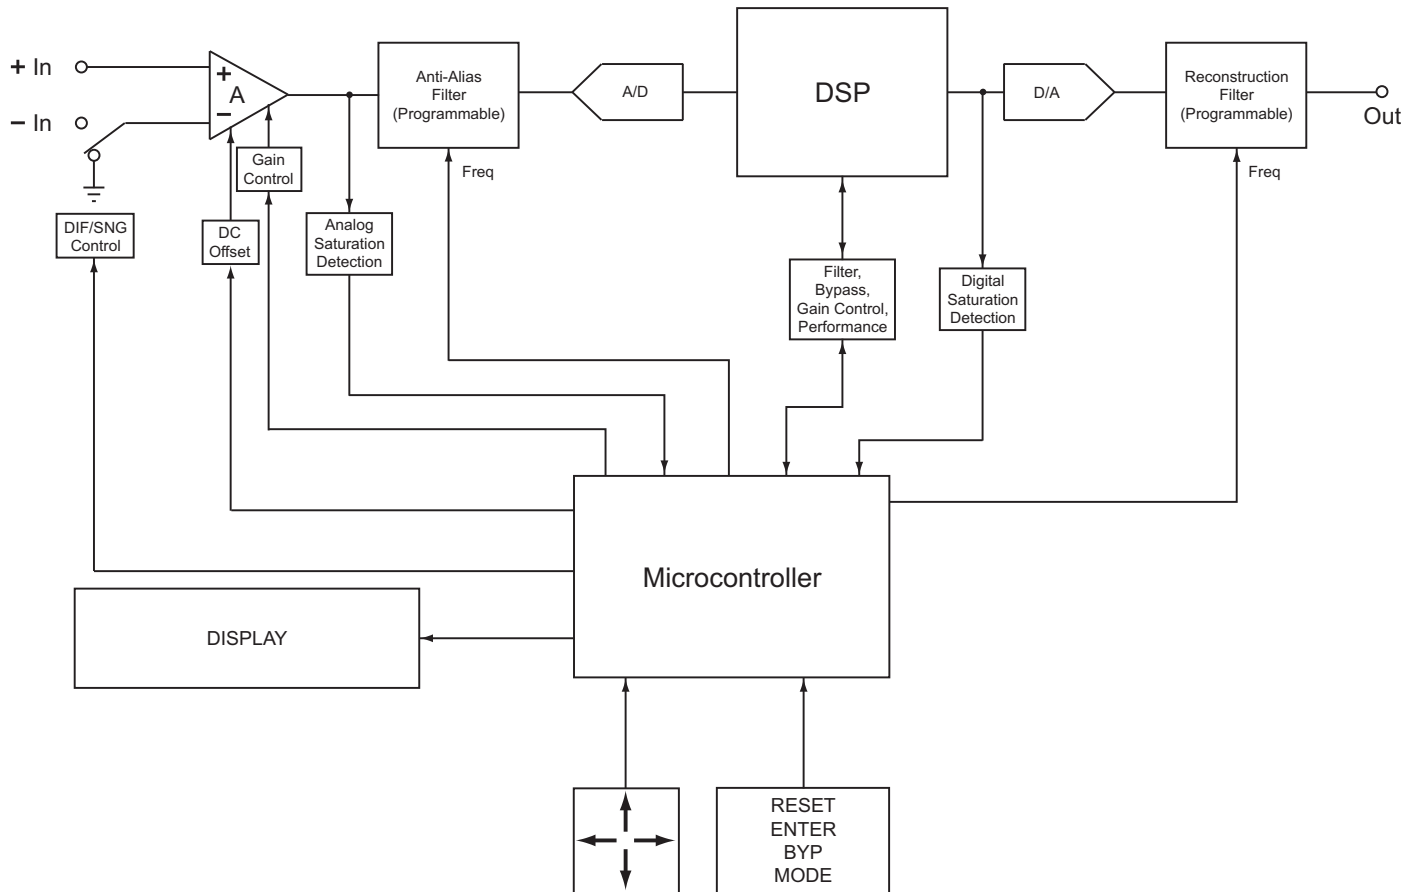 + In
− In
+
A
−
Gain
Control
DIF/SNG
Control
DC
Offset
Analog
Saturation
Detection
Anti-Alias
Filter
(Programmable)
Freq
A/D
DSP
Filter,
Bypass,
Gain Control,
Performance
D/A
Digital
Saturation
Detection
Reconstruction
Filter
(Programmable)
Freq
Out
Microcontroller
DISPLAY
RESET
ENTER
BYP
MODE